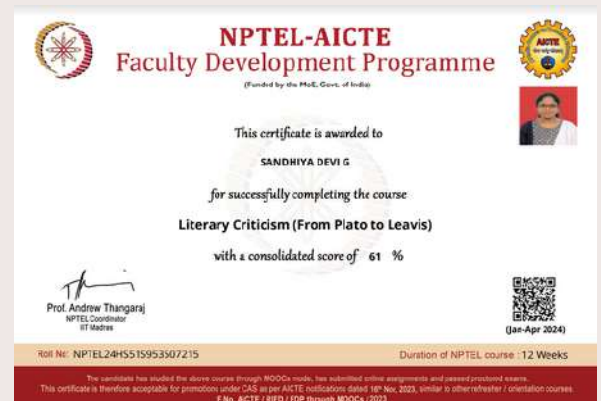 NPTEL-AICTE
Faculty Development Programme
(Funded by the MoE, Govt. of India)
AICTE
This certificate is awarded to
SANDHIYA DEVI G
for successfully completing the course
Literary Criticism (From Plato to Leavis)
with a consolidated score of 61 %
Prof. Andrew Thangaraj
NPTEL Coordinator
IIT Madras
(Jan-Apr 2024)
Roll No: NPTEL24HS51S953507215
Duration of NPTEL course : 12 Weeks
The candidate has studied the above course through MOOCs mode, has submitted online assignments and passed proctored exams.
This certificate is therefore acceptable for promotions under CAS as per AICTE notifications dated 16th Nov, 2023, similar to other refresher / orientation courses.
F.No. AICTE / RIFD / FDP through MOOCs / 2023